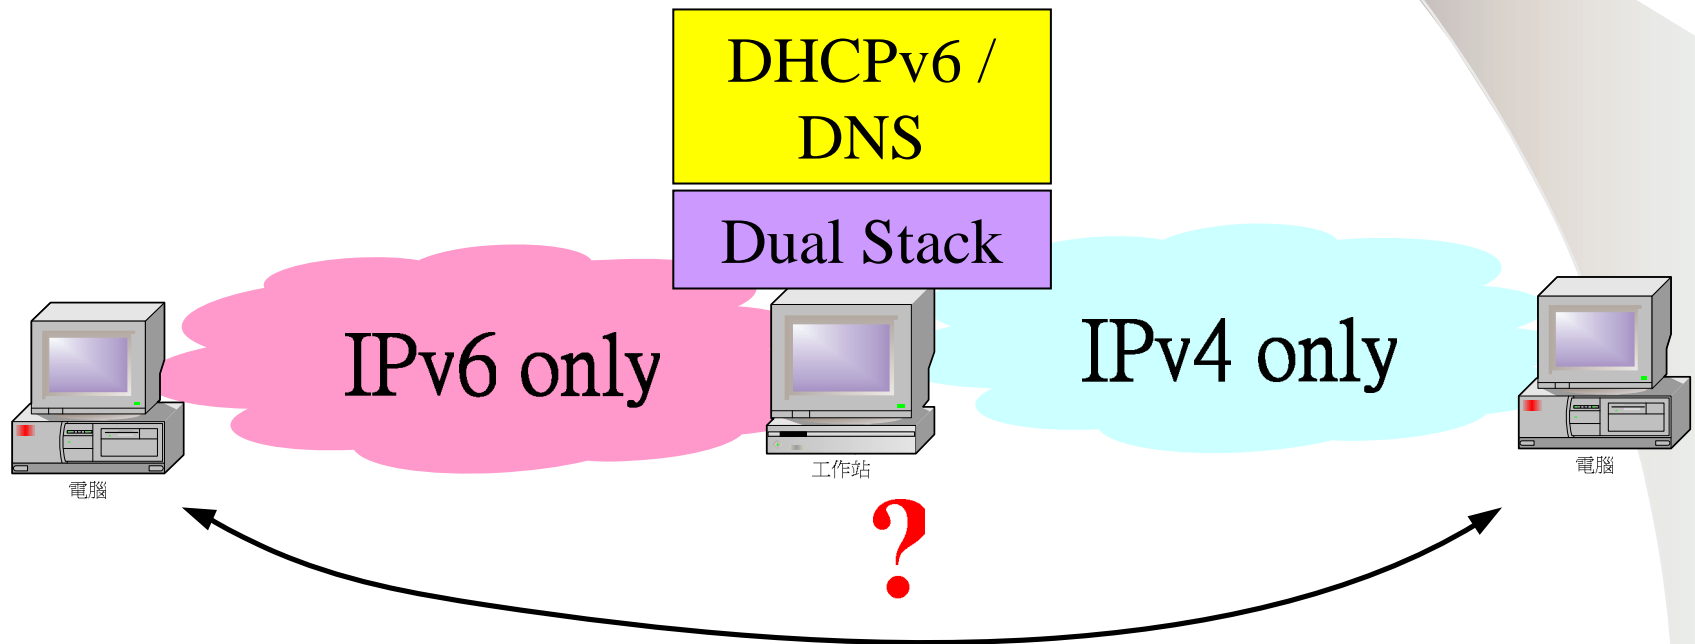 DHCPv6 /
DNS
Dual Stack
IPv6 only
IPv4 only
電腦
工作站
電腦
?